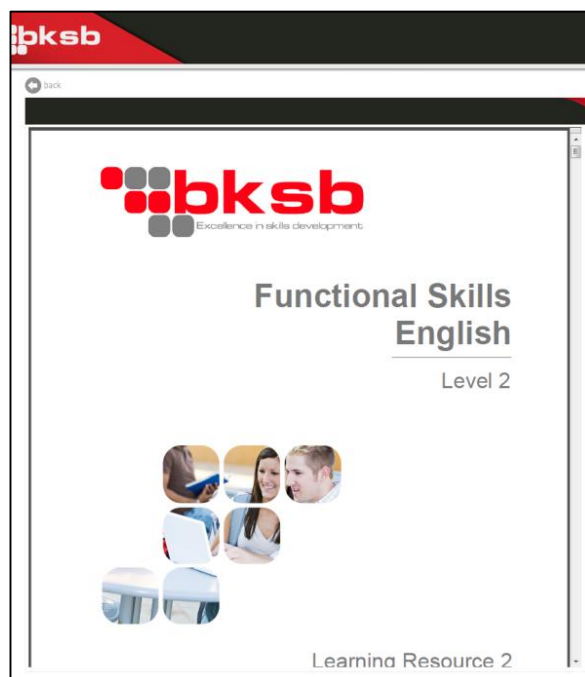 bksb
back
bksb
Excellence in skills development
Functional Skills
English
Level 2
Learning Resource 2